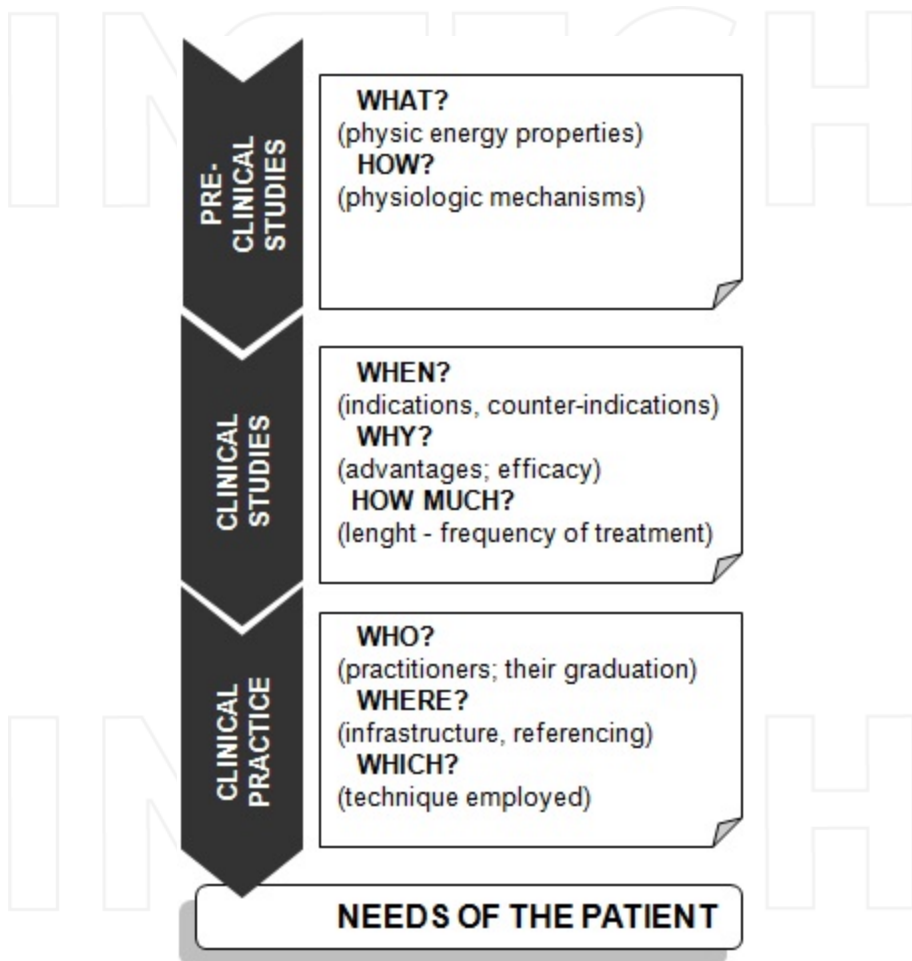 PRE-
CLINICAL
STUDIES
WHAT?
(physic energy properties)
HOW?
(physiologic mechanisms)
CLINICAL
STUDIES
WHEN?
(indications, counter-indications)
WHY?
(advantages; efficacy)
HOW MUCH?
(lenght - frequency of treatment)
CLINICAL
PRACTICE
WHO?
(practitioners; their graduation)
WHERE?
(infrastructure, referencing)
WHICH?
(technique employed)
NEEDS OF THE PATIENT